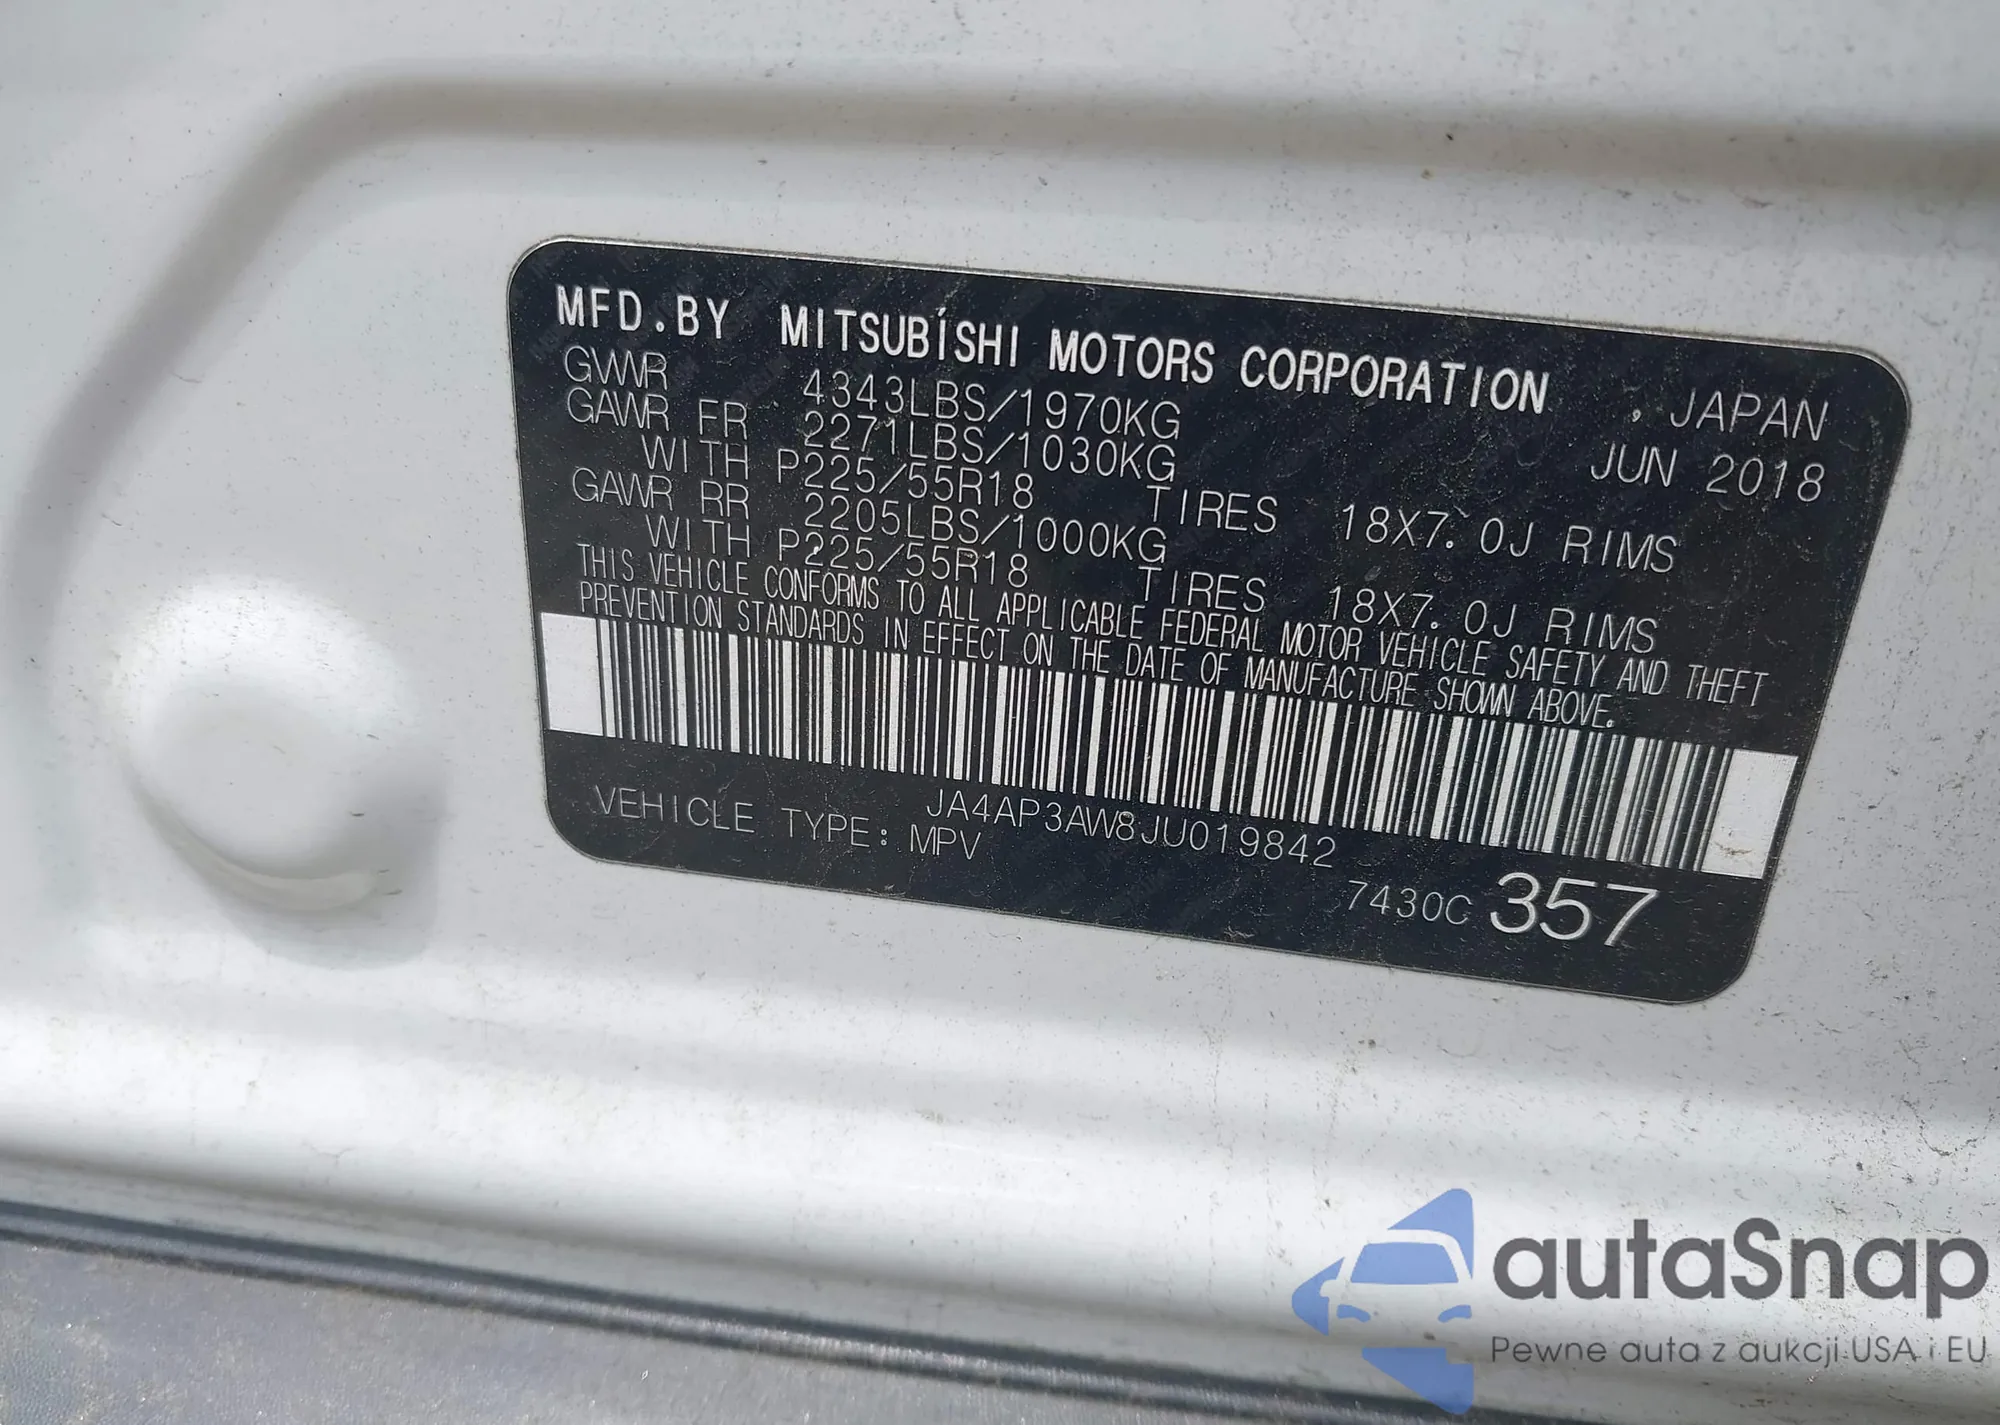 MFD.BY MITSUBISHI MOTORS CORPORATION , JAPAN
GVWR 4343LBS/1970KG JUN 2018
GAWR FR 2271LBS/1030KG
WITH P225/55R18 TIRES 18X7.0J RIMS
GAWR RR 2205LBS/1000KG
WITH P225/55R18 TIRES 18X7.0J RIMS
THIS VEHICLE CONFORMS TO ALL APPLICABLE FEDERAL MOTOR VEHICLE SAFETY AND THEFT
PREVENTION STANDARDS IN EFFECT ON THE DATE OF MANUFACTURE SHOWN ABOVE.
JA4AP3AW8JU019842
VEHICLE TYPE: MPV 7430C 357
autaSnap
Pewne auta z aukcji USA i EU